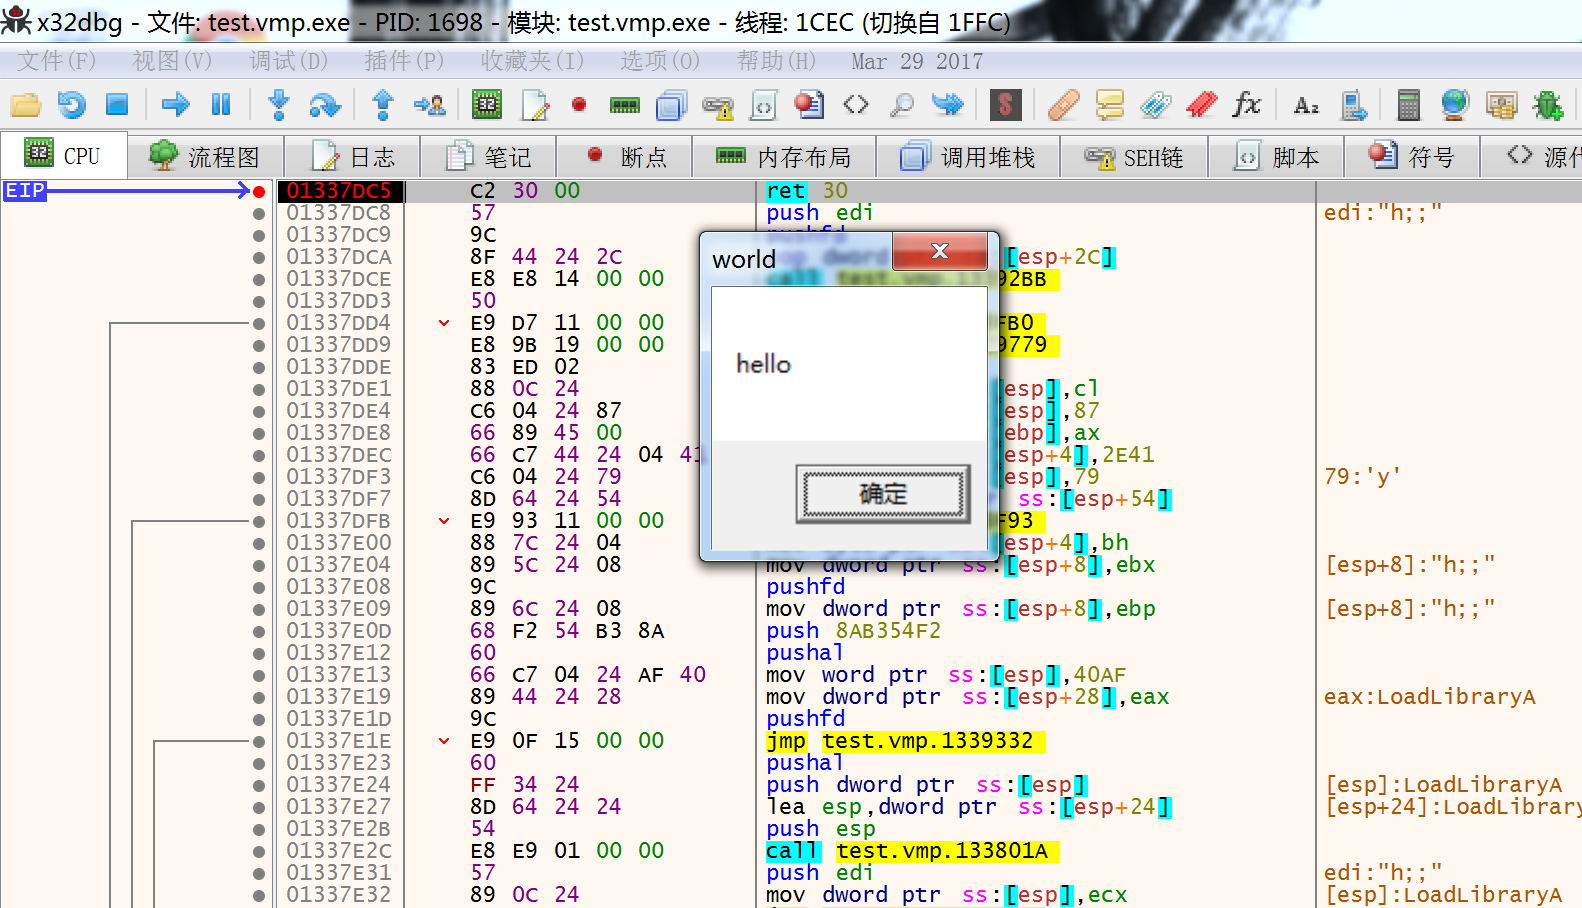 x32dbg - 文件: test.vmp.exe - PID: 1698 - 模块: test.vmp.exe - 线程: 1CEC (切换自 1FFC)
文件(F) 视图(V) 调试(D) 插件(P) 收藏夹(I) 选项(O) 帮助(H) Mar 29 2017
CPU 流程图 日志 笔记 断点 内存布局 调用堆栈 SEH链 脚本 符号 源代
EIP 01337DC5 C2 30 00 ret 30
01337DC8 57 push edi edi:"h;;"
01337DC9 9C pushfd
01337DCA 8F 44 24 2C pop dword [esp+2C]
01337DCE E8 E8 14 00 00 call test.vmp.13392BB
01337DD3 50
01337DD4 E9 D7 11 00 00 FB0
01337DD9 E8 9B 19 00 00 9779
01337DDE 83 ED 02
01337DE1 88 0C 24 [esp],cl
01337DE4 C6 04 24 87 [esp],87
01337DE8 66 89 45 00 [ebp],ax
01337DEC 66 C7 44 24 04 41 [esp+4],2E41
01337DF3 C6 04 24 79 [esp],79 79:'y'
01337DF7 8D 64 24 54 ss:[esp+54]
01337DFB E9 93 11 00 00 F93
01337E00 88 7C 24 04 [esp+4],bh
01337E04 89 5C 24 08 mov dword ptr ss:[esp+8],ebx [esp+8]:"h;;"
01337E08 9C pushfd
01337E09 89 6C 24 08 mov dword ptr ss:[esp+8],ebp [esp+8]:"h;;"
01337E0D 68 F2 54 B3 8A push 8AB354F2
01337E12 60 pushal
01337E13 66 C7 04 24 AF 40 mov word ptr ss:[esp],40AF
01337E19 89 44 24 28 mov dword ptr ss:[esp+28],eax eax:LoadLibraryA
01337E1D 9C pushfd
01337E1E E9 0F 15 00 00 jmp test.vmp.1339332
01337E23 60 pushal
01337E24 FF 34 24 push dword ptr ss:[esp] [esp]:LoadLibraryA
01337E27 8D 64 24 24 lea esp,dword ptr ss:[esp+24] [esp+24]:LoadLibrary
01337E2B 54 push esp
01337E2C E8 E9 01 00 00 call test.vmp.133801A
01337E31 57 push edi edi:"h;;"
01337E32 89 0C 24 mov dword ptr ss:[esp],ecx [esp]:LoadLibraryA
world
hello
确定